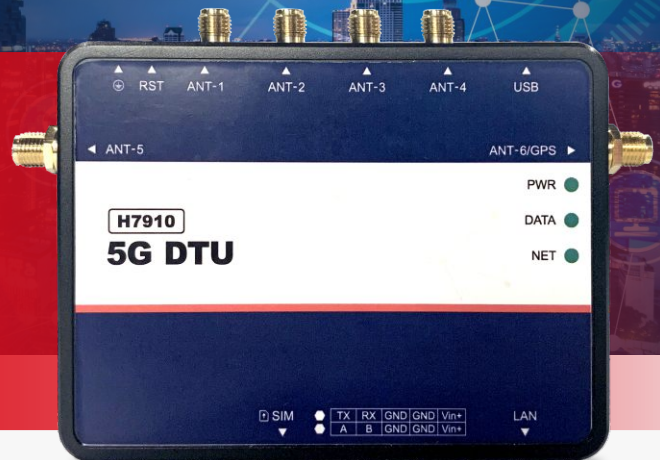 RST ANT-1 ANT-2 ANT-3 ANT-4 USB
ANT-5 ANT-6/GPS
PWR
H7910
DATA
5G DTU
NET
SIM TX RX GND GND Vin+ LAN
A B GND GND Vin+